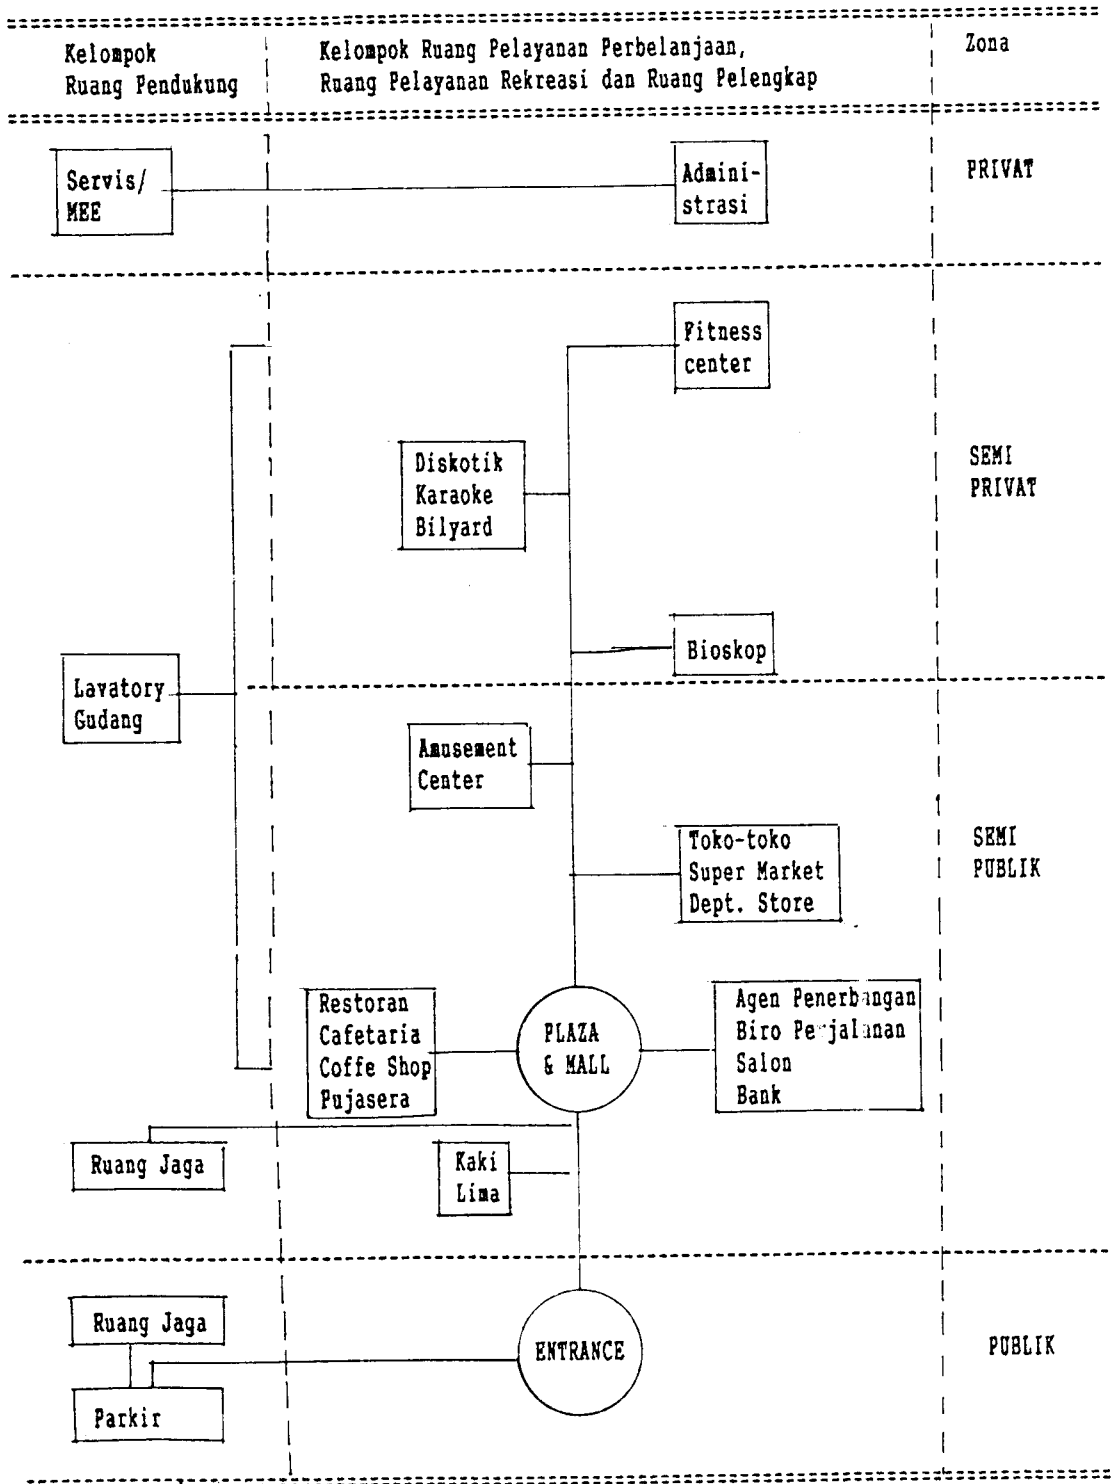 Kelompok
Ruang Pendukung
Kelompok Ruang Pelayanan Perbelanjaan,
Ruang Pelayanan Rekreasi dan Ruang Pelengkap
Zona
Servis/
MEE
Admini-
strasi
PRIVAT
Fitness
center
Diskotik
Karaoke
Bilyard
SEMI
PRIVAT
Bioskop
Lavatory
Gudang
Amusement
Center
Toko-toko
Super Market
Dept. Store
SEMI
PUBLIK
Restoran
Cafetaria
Coffe Shop
Pujasera
PLAZA
& MALL
Agen Penerbangan
Biro Perjalanan
Salon
Bank
Ruang Jaga
Kaki
Lima
Ruang Jaga
Parkir
ENTRANCE
PUBLIK